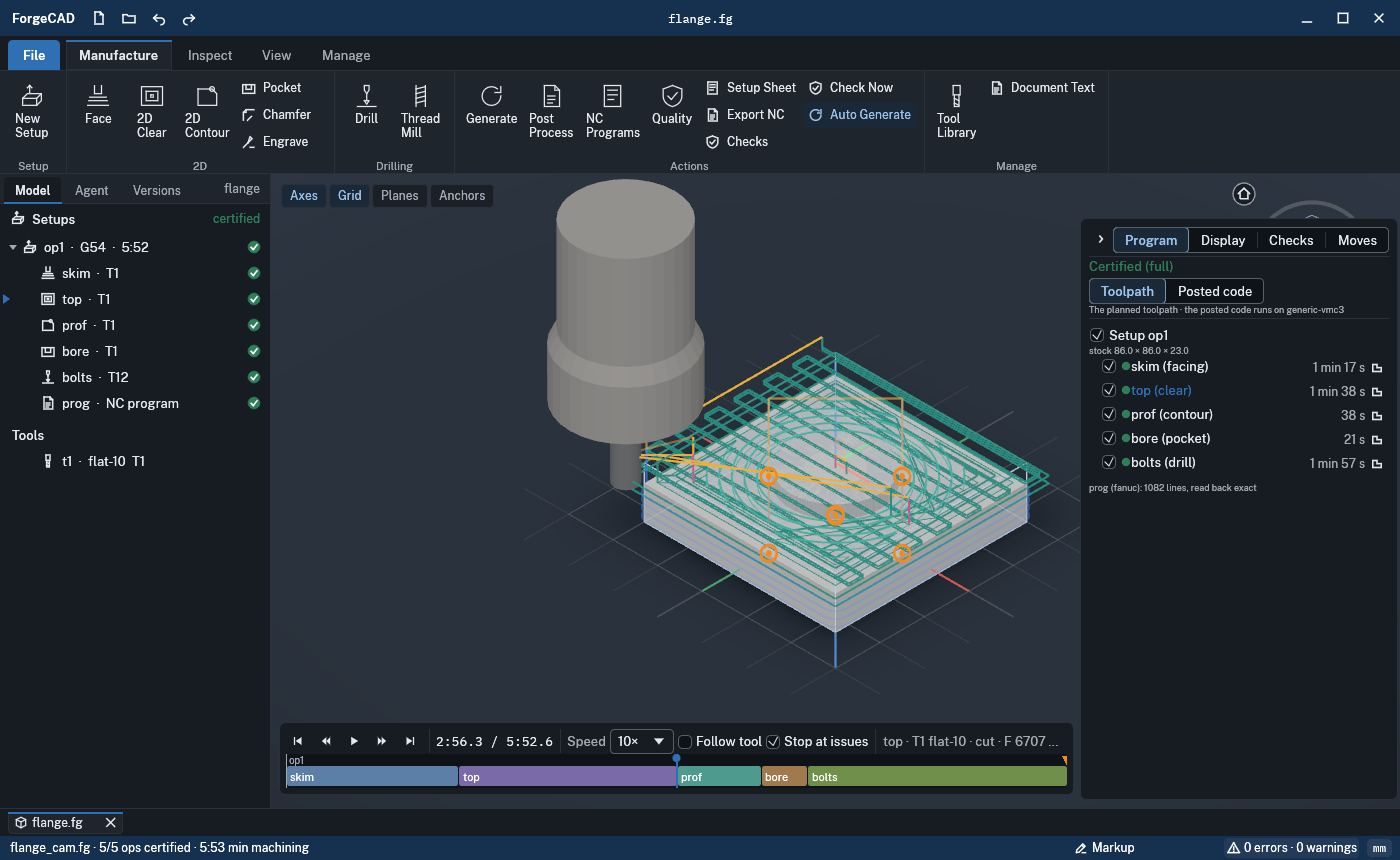 ForgeCAD
flange.fg
File
Manufacture
Inspect
View
Manage
New Setup
Face
2D Clear
2D Contour
Pocket
Chamfer
Engrave
Drill
Thread Mill
Generate
Post Process
NC Programs
Quality
Setup Sheet
Export NC
Checks
Check Now
Auto Generate
Tool Library
Document Text
Setup
2D
Drilling
Actions
Manage
Model
Agent
Versions
flange
Setups
certified
op1 · G54 · 5:52
skim · T1
top · T1
prof · T1
bore · T1
bolts · T12
prog · NC program
Tools
t1 · flat-10 T1
Axes
Grid
Planes
Anchors
Program
Display
Checks
Moves
Certified (full)
Toolpath
Posted code
The planned toolpath · the posted code runs on generic-vmc3
Setup op1
stock 86.0 × 86.0 × 23.0
skim (facing) 1 min 17 s
top (clear) 1 min 38 s
prof (contour) 38 s
bore (pocket) 21 s
bolts (drill) 1 min 57 s
prog (fanuc): 1082 lines, read back exact
2:56.3 / 5:52.6
Speed
10×
Follow tool
Stop at issues
top · T1 flat-10 · cut · F 6707 ...
op1
skim
top
prof
bore
bolts
flange.fg
flange_cam.fg · 5/5 ops certified · 5:53 min machining
Markup
0 errors · 0 warnings
mm